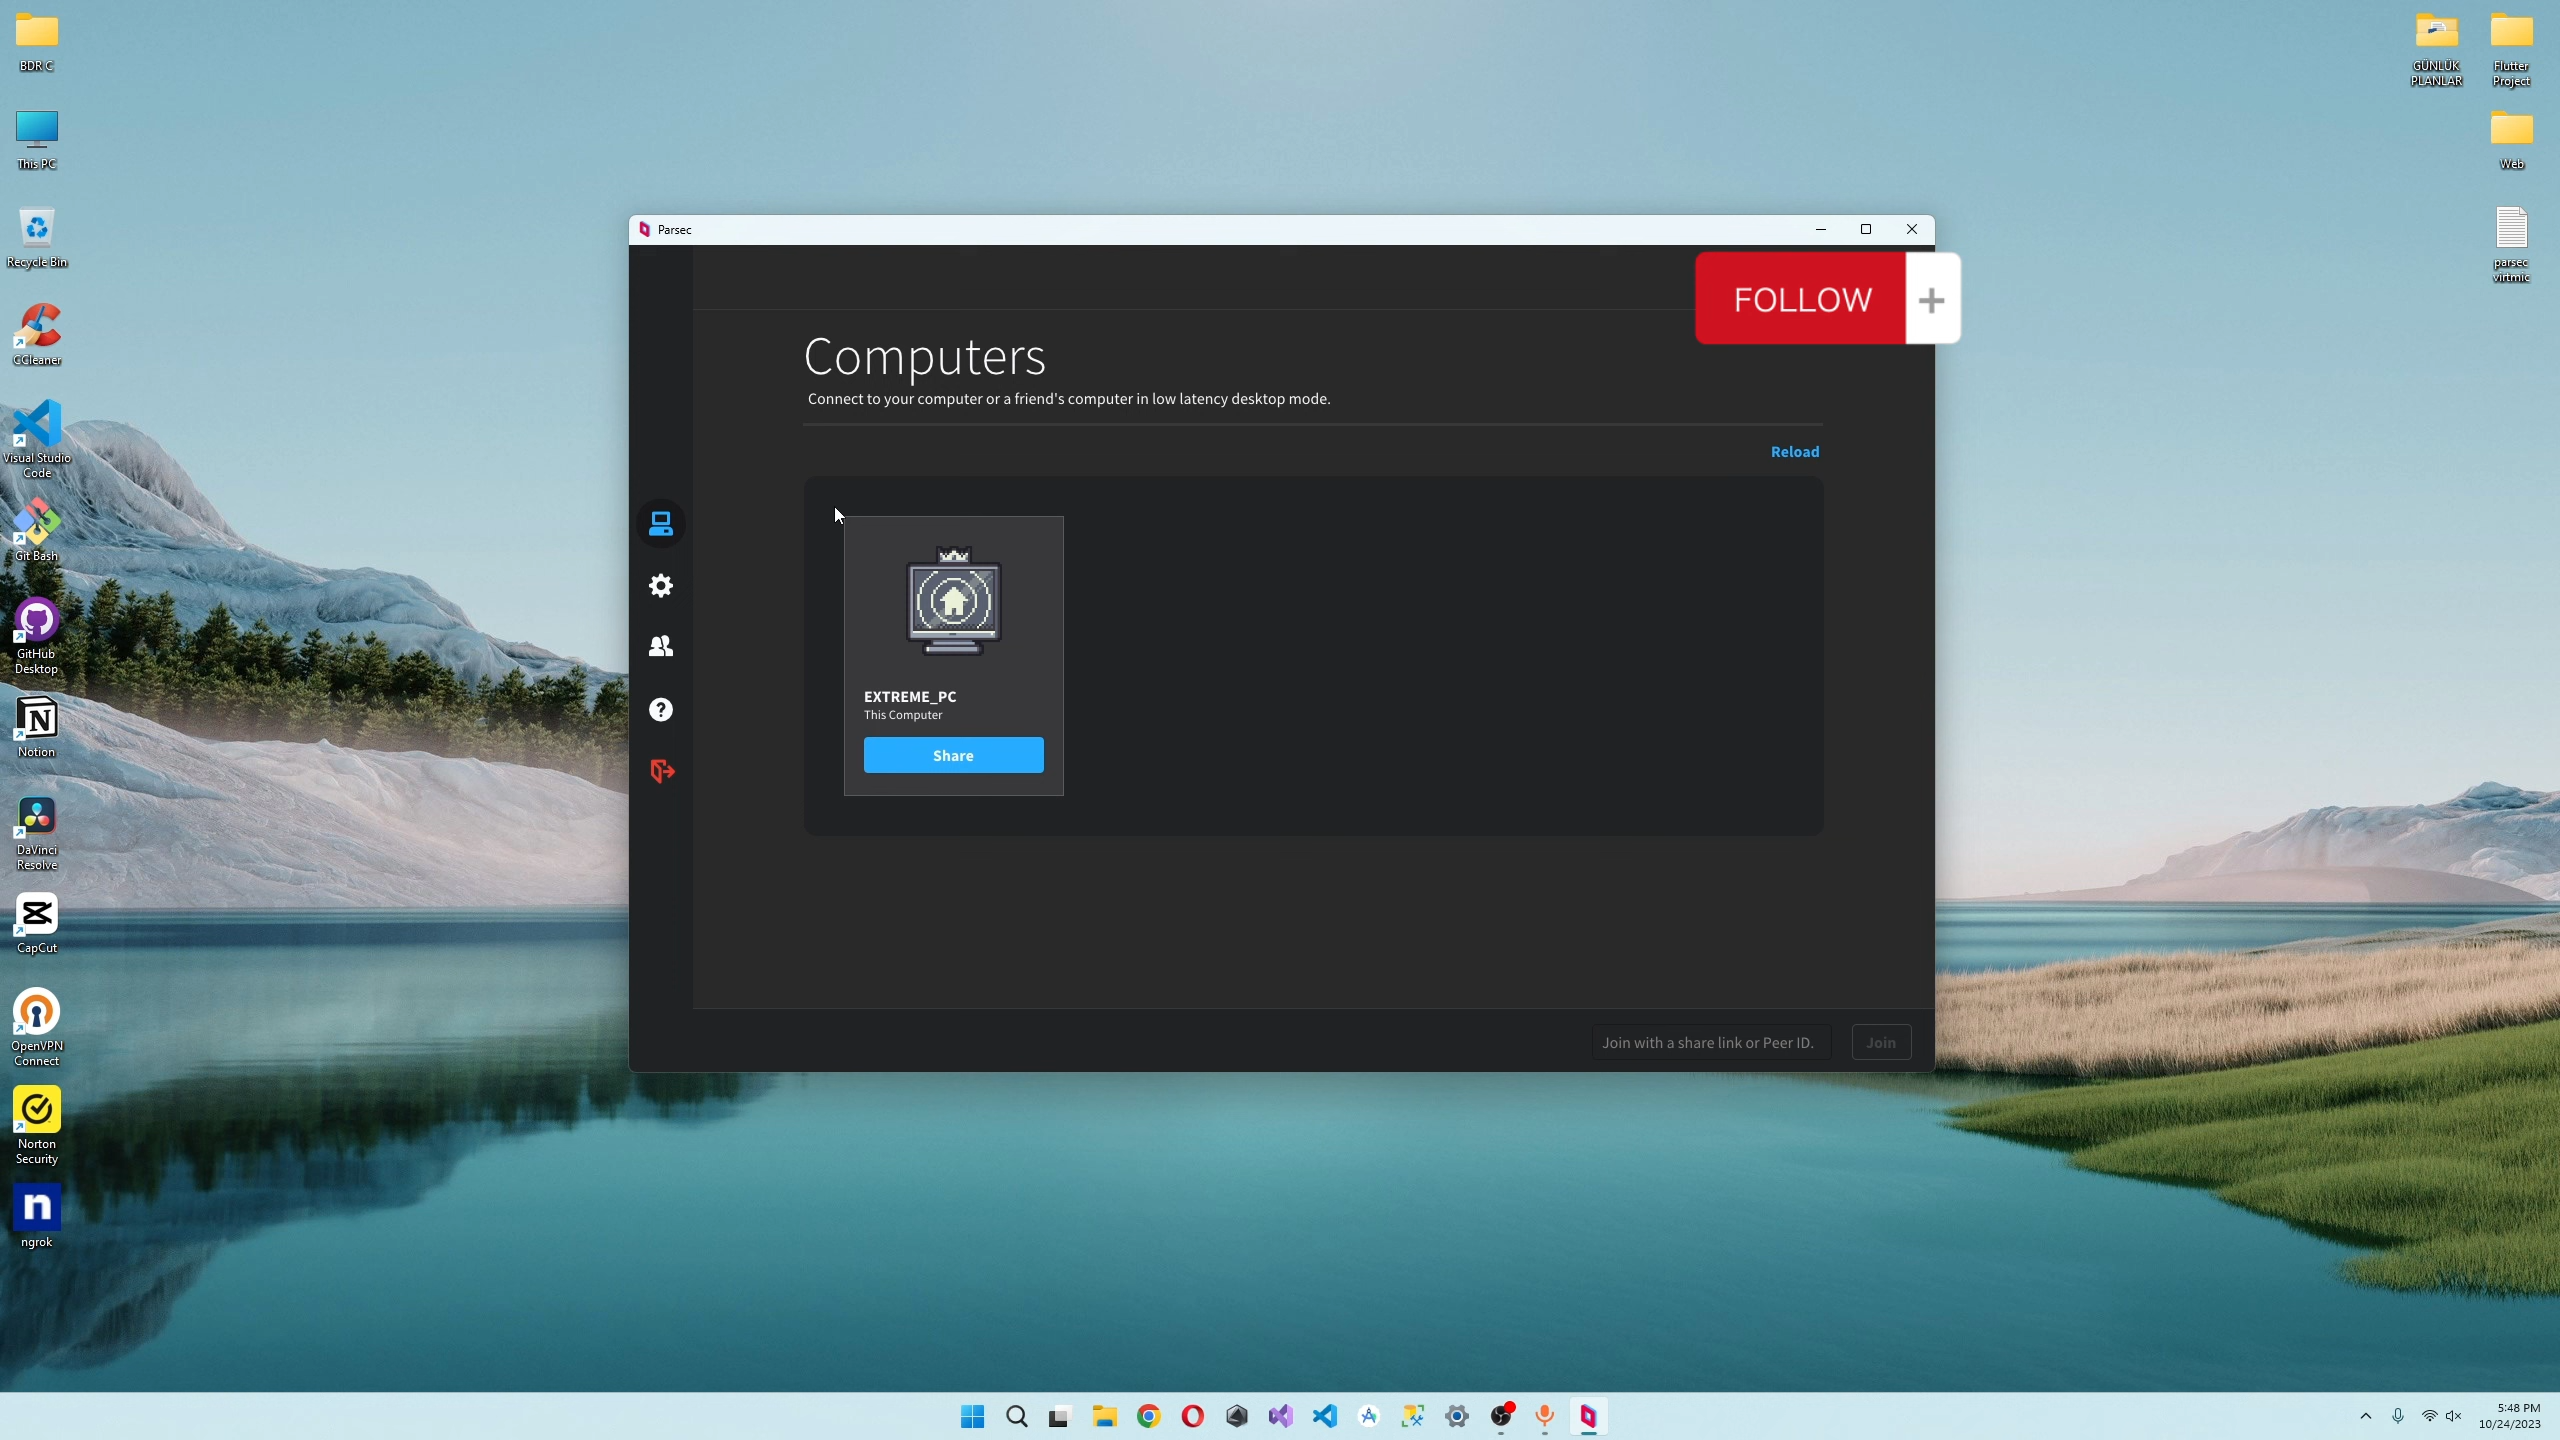 BDR C
This PC
Recycle Bin
CCleaner
Visual Studio
Code
Git Bash
GitHub
Desktop
Notion
DaVinci
Resolve
CapCut
OpenVPN
Connect
Norton
Security
ngrok
Parsec
FOLLOW
Computers
Connect to your computer or a friend's computer in low latency desktop mode.
Reload
EXTREME_PC
This Computer
Share
Join with a share link or Peer ID.
Join
GÜNLÜK
PLANLAR
Flutter
Project
Web
parsec
virtmic
5:48 PM
10/24/2023